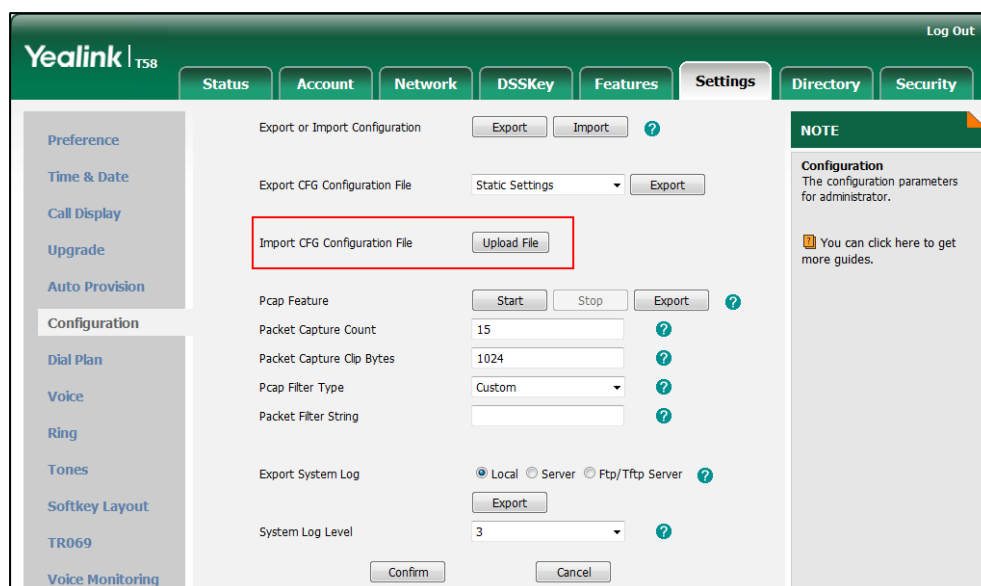 Log Out
Yealink T58
Status Account Network DSSKey Features Settings Directory Security
Preference
Time & Date
Call Display
Upgrade
Auto Provision
Configuration
Dial Plan
Voice
Ring
Tones
Softkey Layout
TR069
Voice Monitoring
Export or Import Configuration Export Import ?
Export CFG Configuration File Static Settings Export
Import CFG Configuration File Upload File
Pcap Feature Start Stop Export ?
Packet Capture Count 15 ?
Packet Capture Clip Bytes 1024 ?
Pcap Filter Type Custom ?
Packet Filter String ?
Export System Log Local Server Ftp/Tftp Server ?
Export
System Log Level 3 ?
Confirm Cancel
NOTE
Configuration
The configuration parameters
for administrator.
? You can click here to get
more guides.